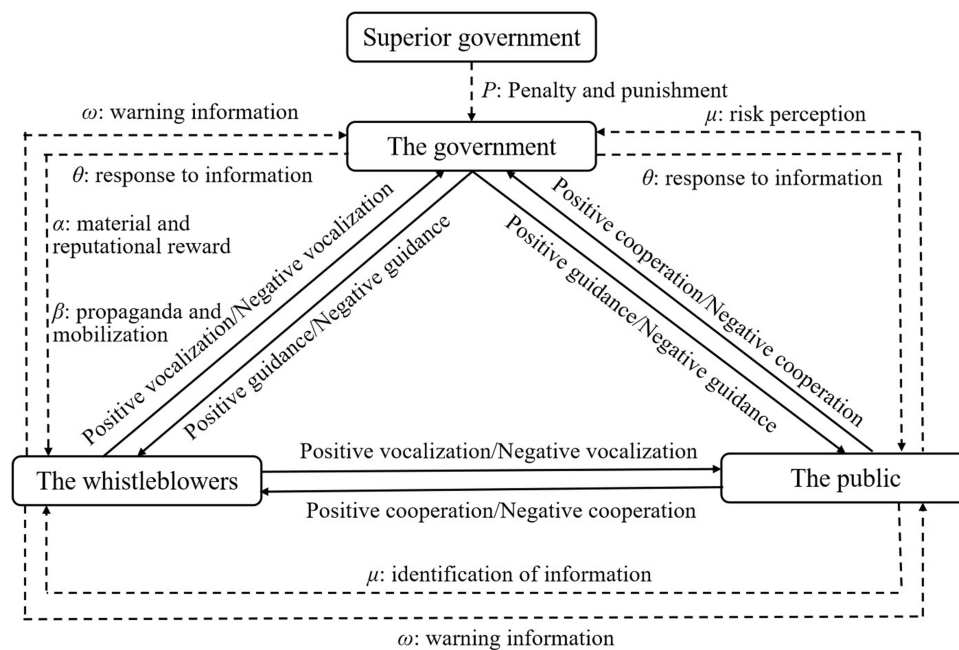 Superior government
P: Penalty and punishment
ω: warning information
μ: risk perception
The government
θ: response to information
θ: response to information
α: material and
reputational reward
β: propaganda and
mobilization
Positive vocalization/Negative vocalization
Positive guidance/Negative guidance
Positive cooperation/Negative cooperation
Positive guidance/Negative guidance
Positive vocalization/Negative vocalization
The whistleblowers
The public
Positive cooperation/Negative cooperation
μ: identification of information
ω: warning information